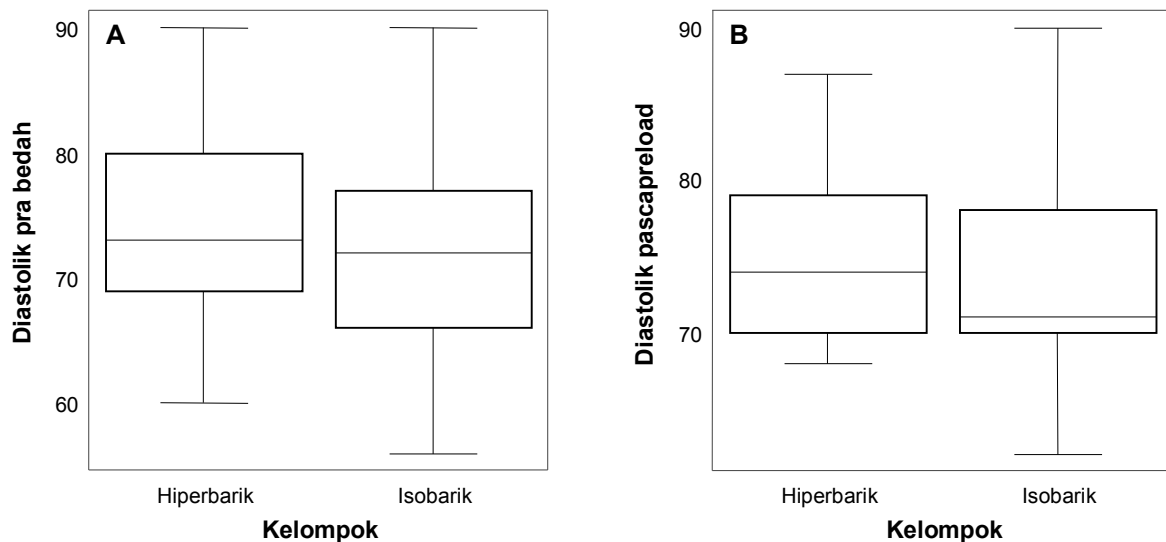 A
Diastolik pra bedah
90
80
70
60
Hiperbarik
Isobarik
Kelompok
B
Diastolik pascapreload
90
80
70
Hiperbarik
Isobarik
Kelompok